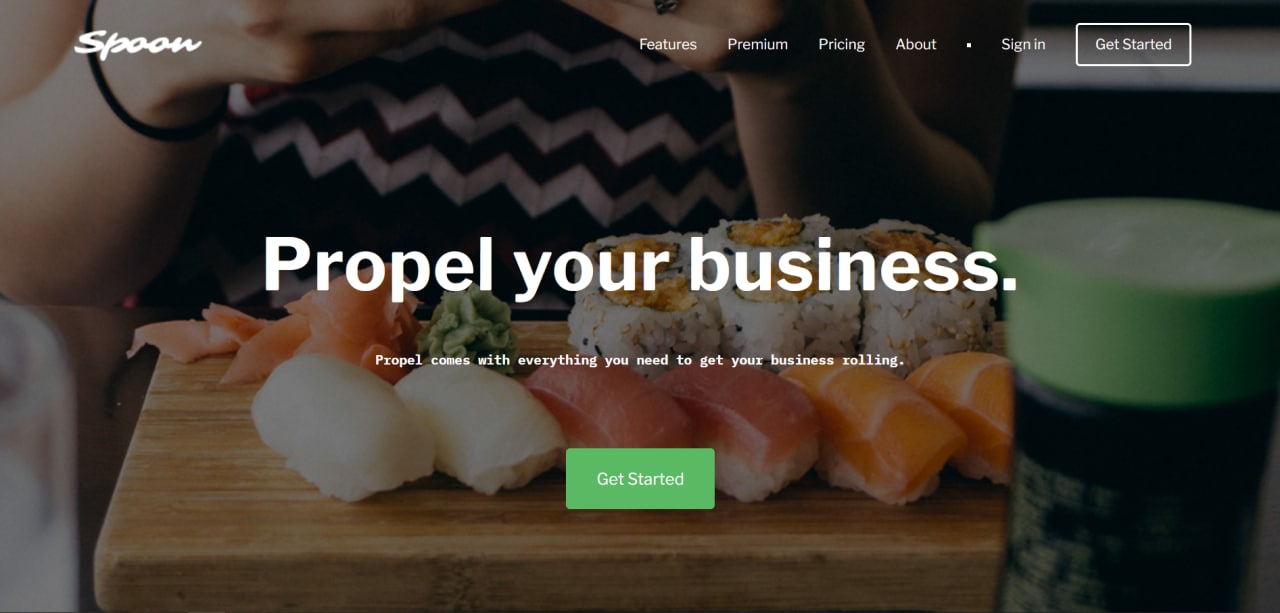 Spoon
Features Premium Pricing About ▪ Sign in Get Started
Propel your business.
Propel comes with everything you need to get your business rolling.
Get Started